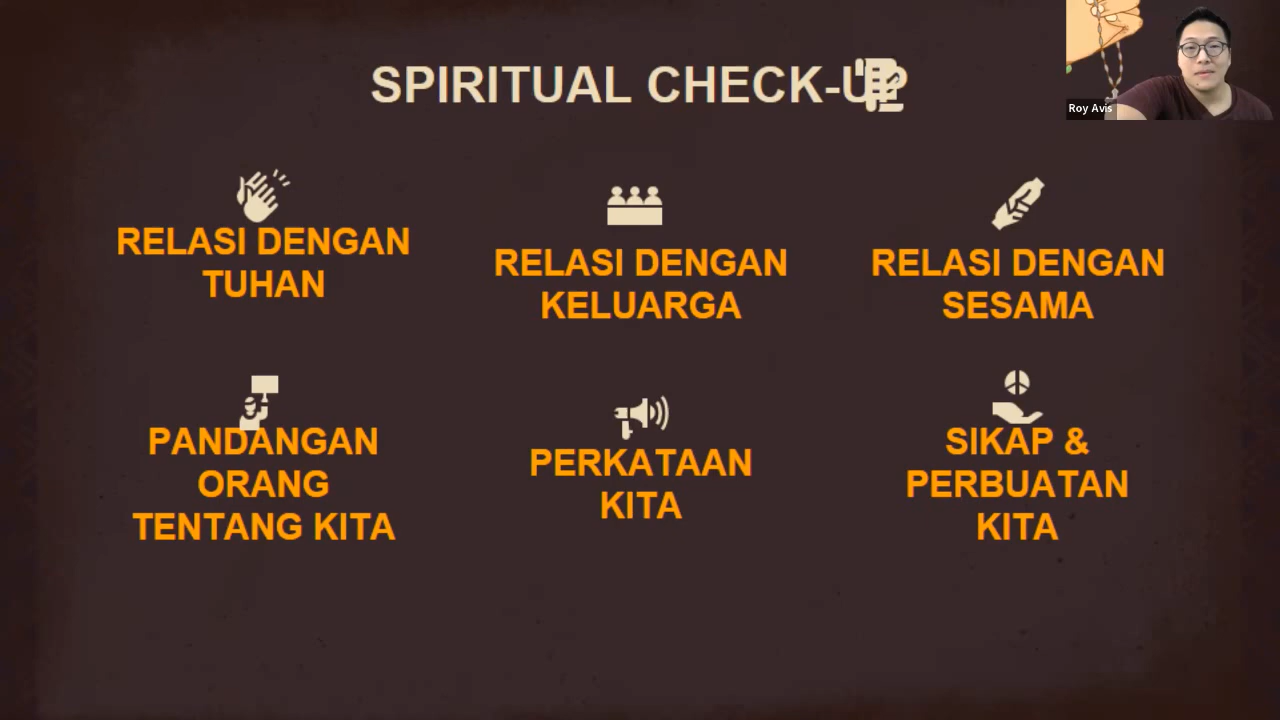 SPIRITUAL CHECK-UP
Roy Avis
RELASI DENGAN
TUHAN
RELASI DENGAN
KELUARGA
RELASI DENGAN
SESAMA
PANDANGAN
ORANG
TENTANG KITA
PERKATAAN
KITA
SIKAP &
PERBUATAN
KITA